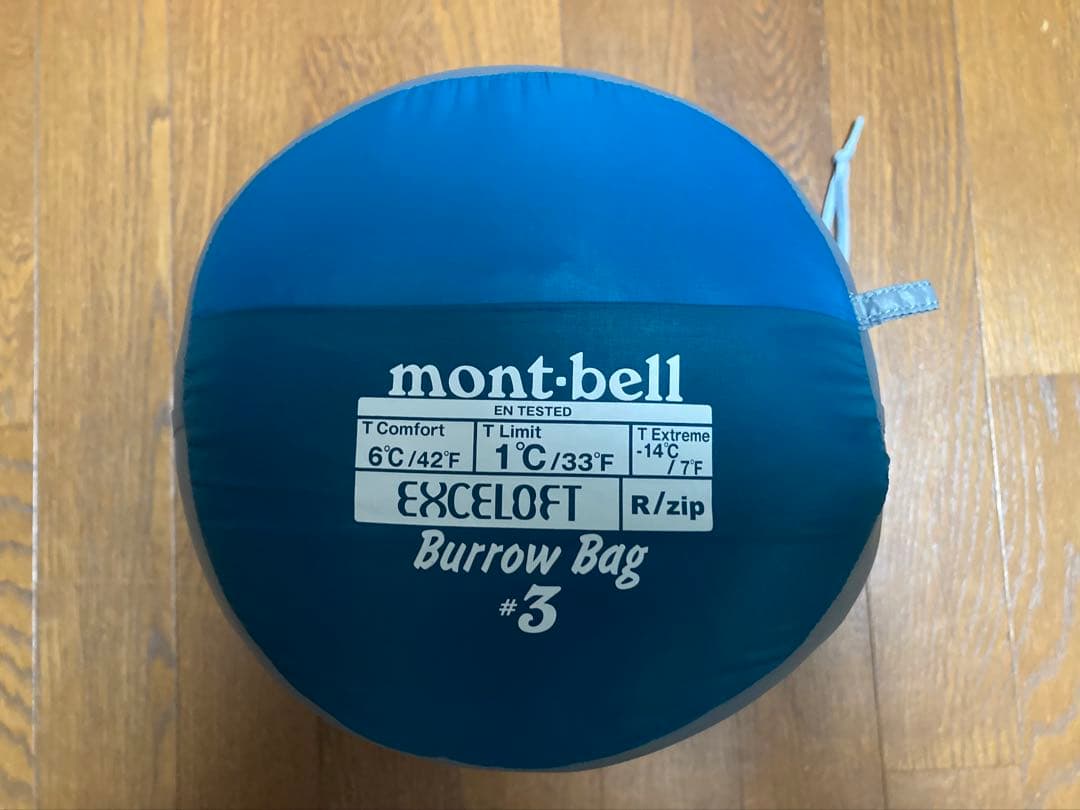 mont·bell
EN TESTED
T Comfort
6℃/42°F
T Limit
1℃/33°F
T Extreme
-14℃
/7°F
EXCELOFT
R/zip
Burrow Bag
#3